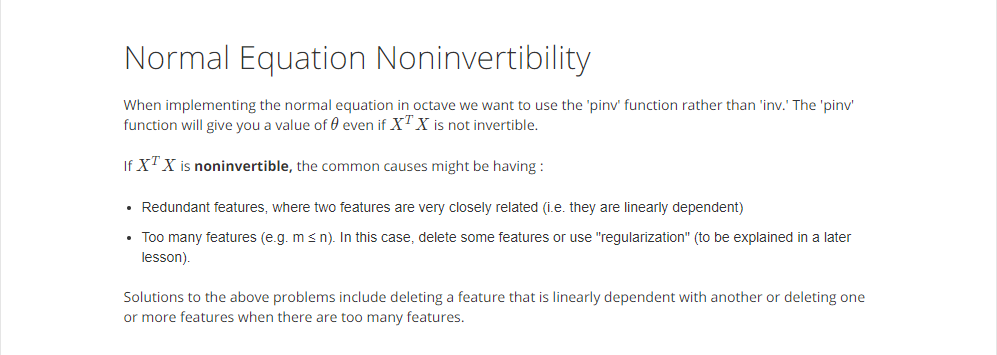 Normal Equation Noninvertibility
When implementing the normal equation in octave we want to use the 'pinv' function rather than 'inv.' The 'pinv'
function will give you a value of θ even if X^T X is not invertible.
If X^T X is noninvertible, the common causes might be having :
• Redundant features, where two features are very closely related (i.e. they are linearly dependent)
• Too many features (e.g. m ≤ n). In this case, delete some features or use "regularization" (to be explained in a later
lesson).
Solutions to the above problems include deleting a feature that is linearly dependent with another or deleting one
or more features when there are too many features.